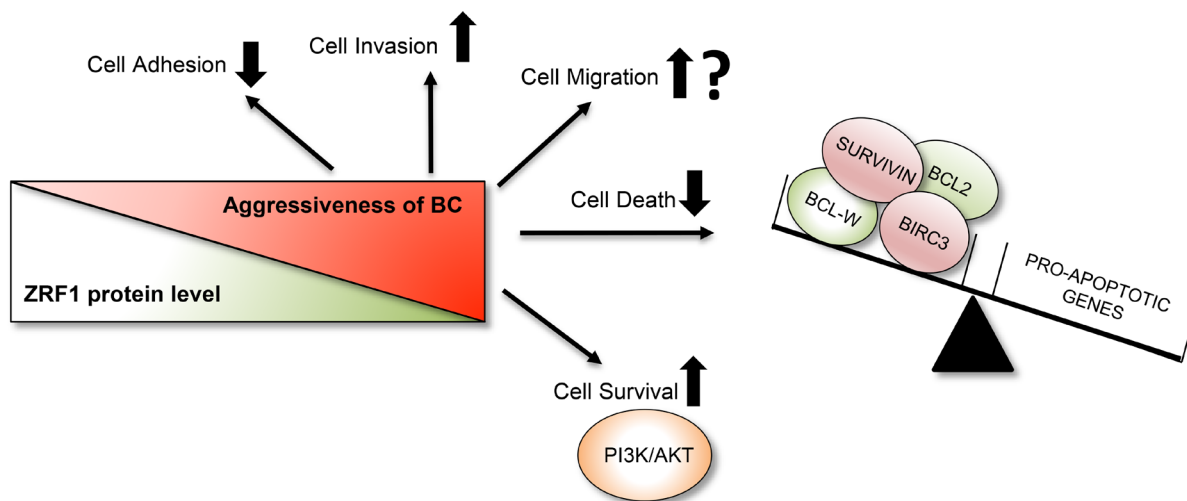 Cell Adhesion
Cell Invasion
Cell Migration ?
Aggressiveness of BC
ZRF1 protein level
Cell Death
Cell Survival
PI3K/AKT
SURVIVIN
BCL2
BCL-W
BIRC3
PRO-APOPTOTIC
GENES